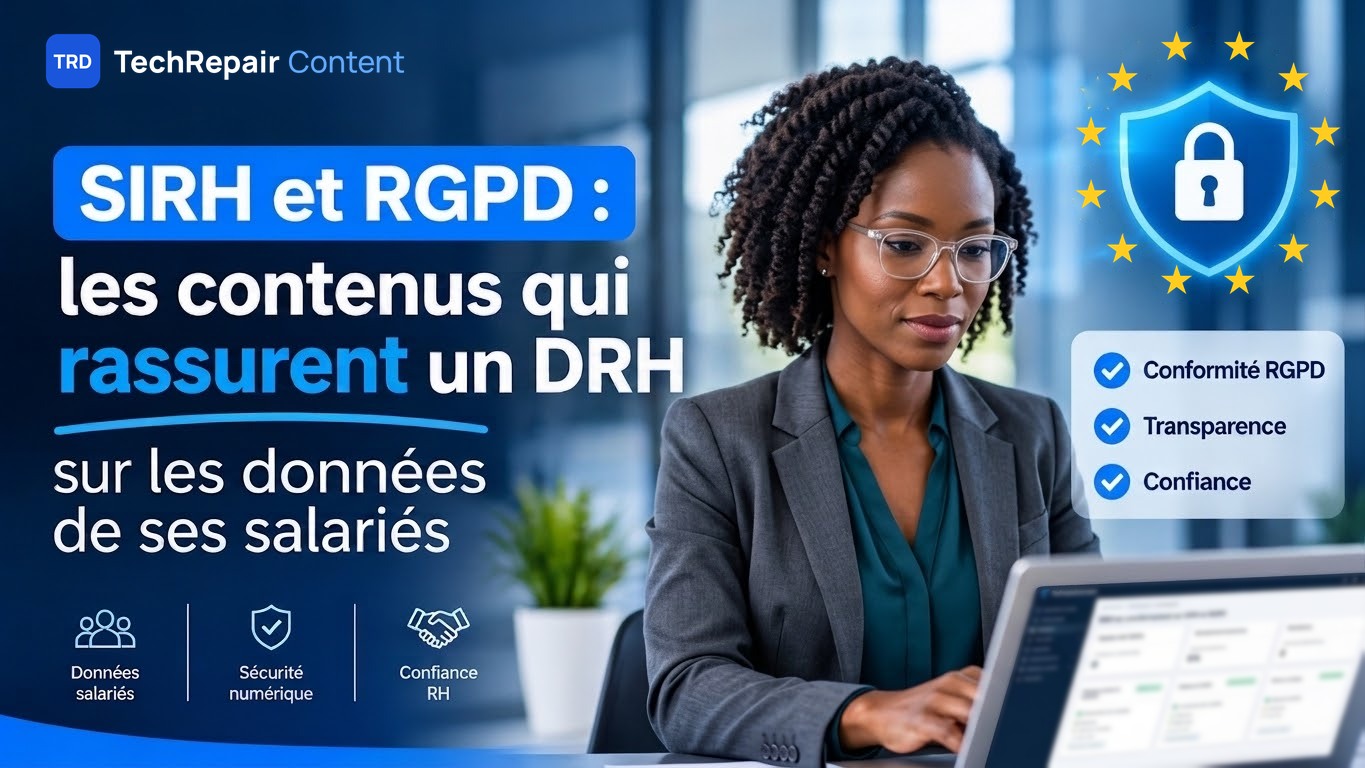 TRD TechRepair Content
SIRH et RGPD :
les contenus qui
rassurent un DRH
sur les données
de ses salariés
Données
salariés
Sécurité
numérique
Confiance
RH
Conformité RGPD
Transparence
Confiance